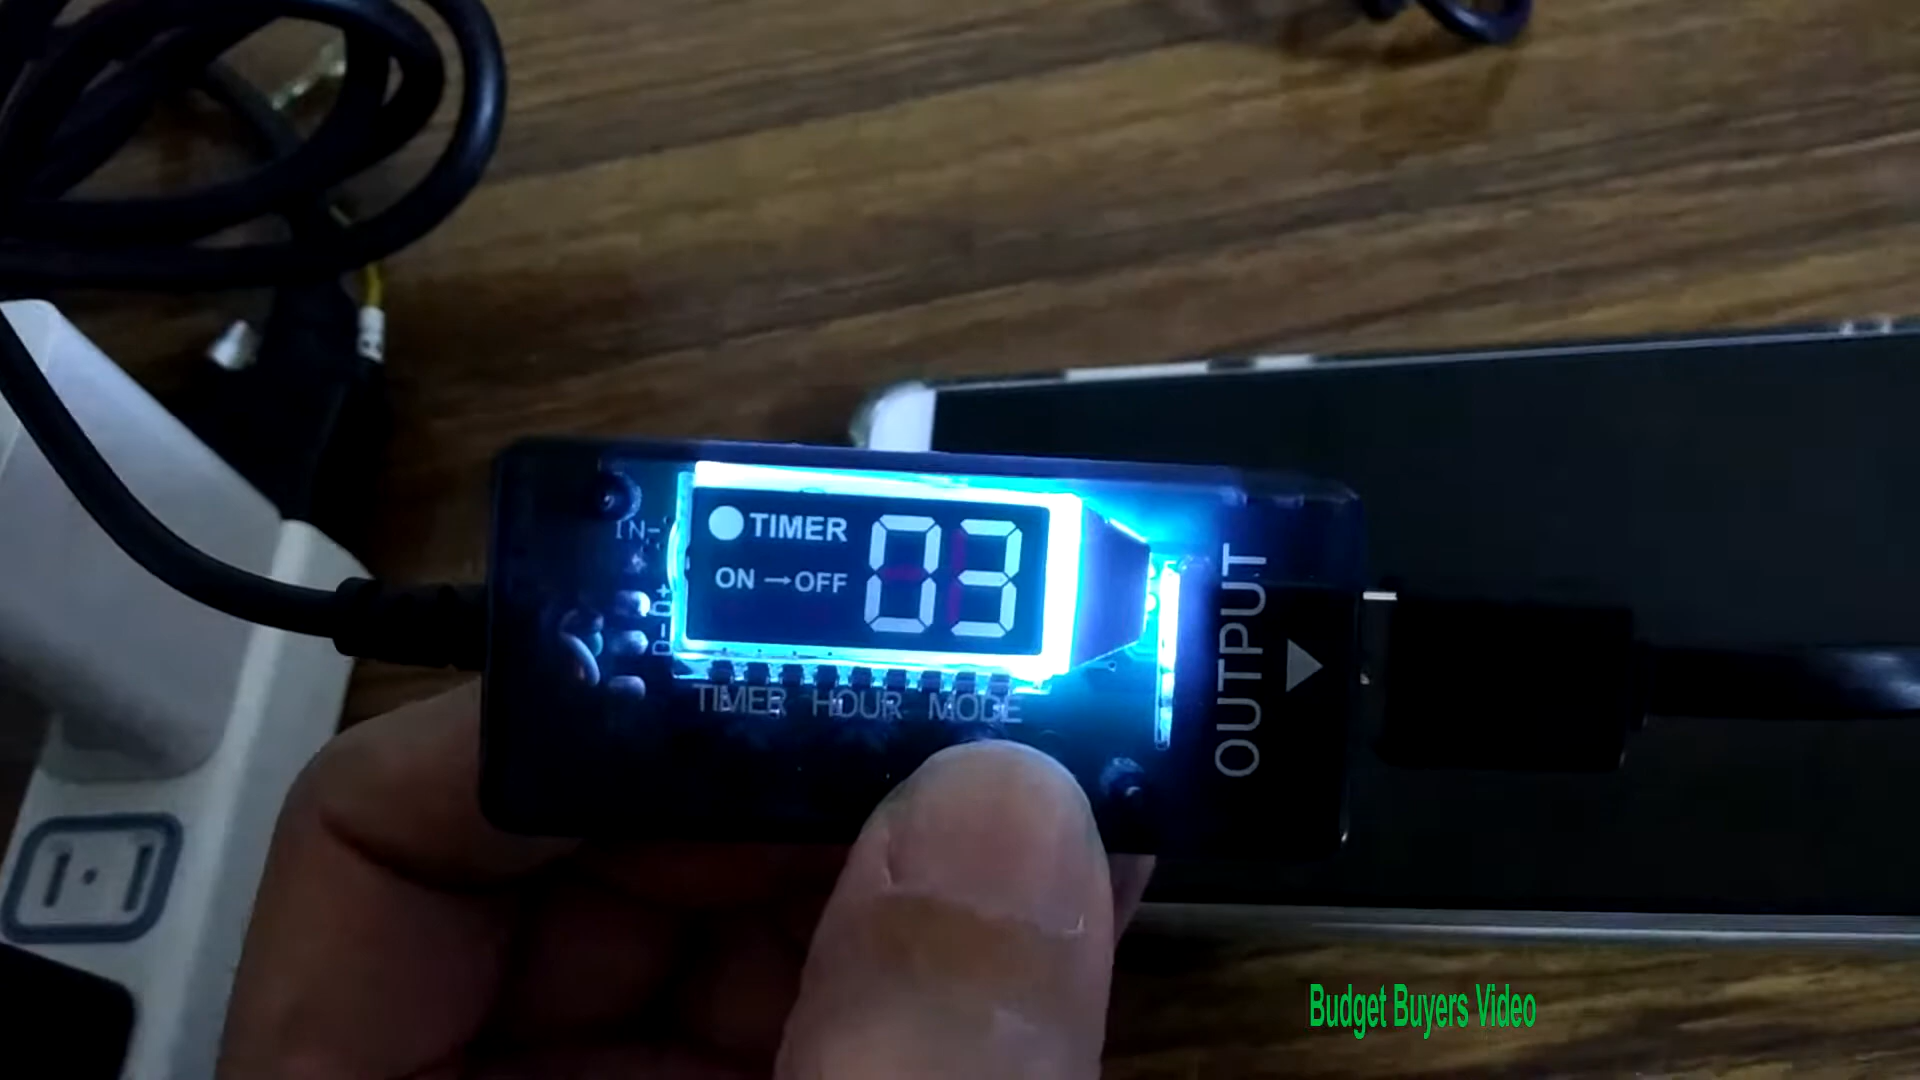 IN-
D-D+
TIMER 03
ON →OFF
TIMER HOUR MODE
OUTPUT
Budget Buyers Video